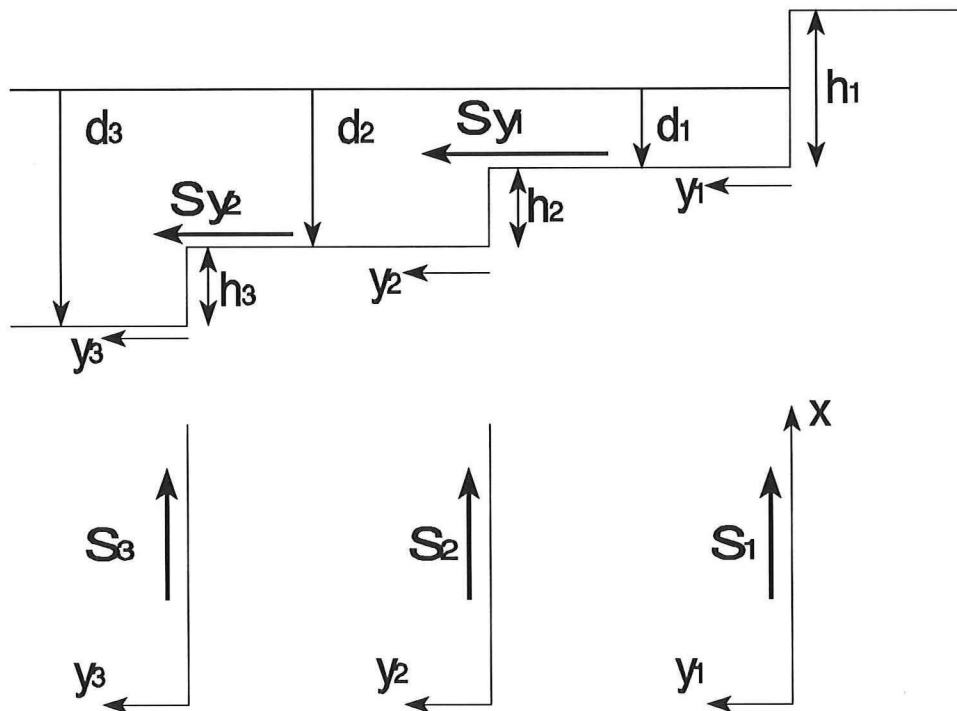 h1
d3 d2 Sy1 d1
Sy2 h2 y1
h3 y2
y3
x
S3 S2 S1
y3 y2 y1